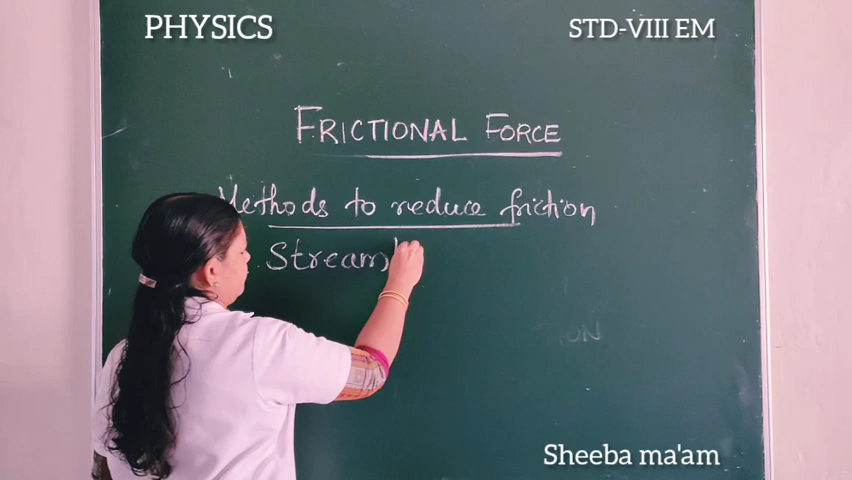 PHYSICS
STD-VIII EM
FRICTIONAL FORCE
Methods to reduce friction
Stream
Sheeba ma'am